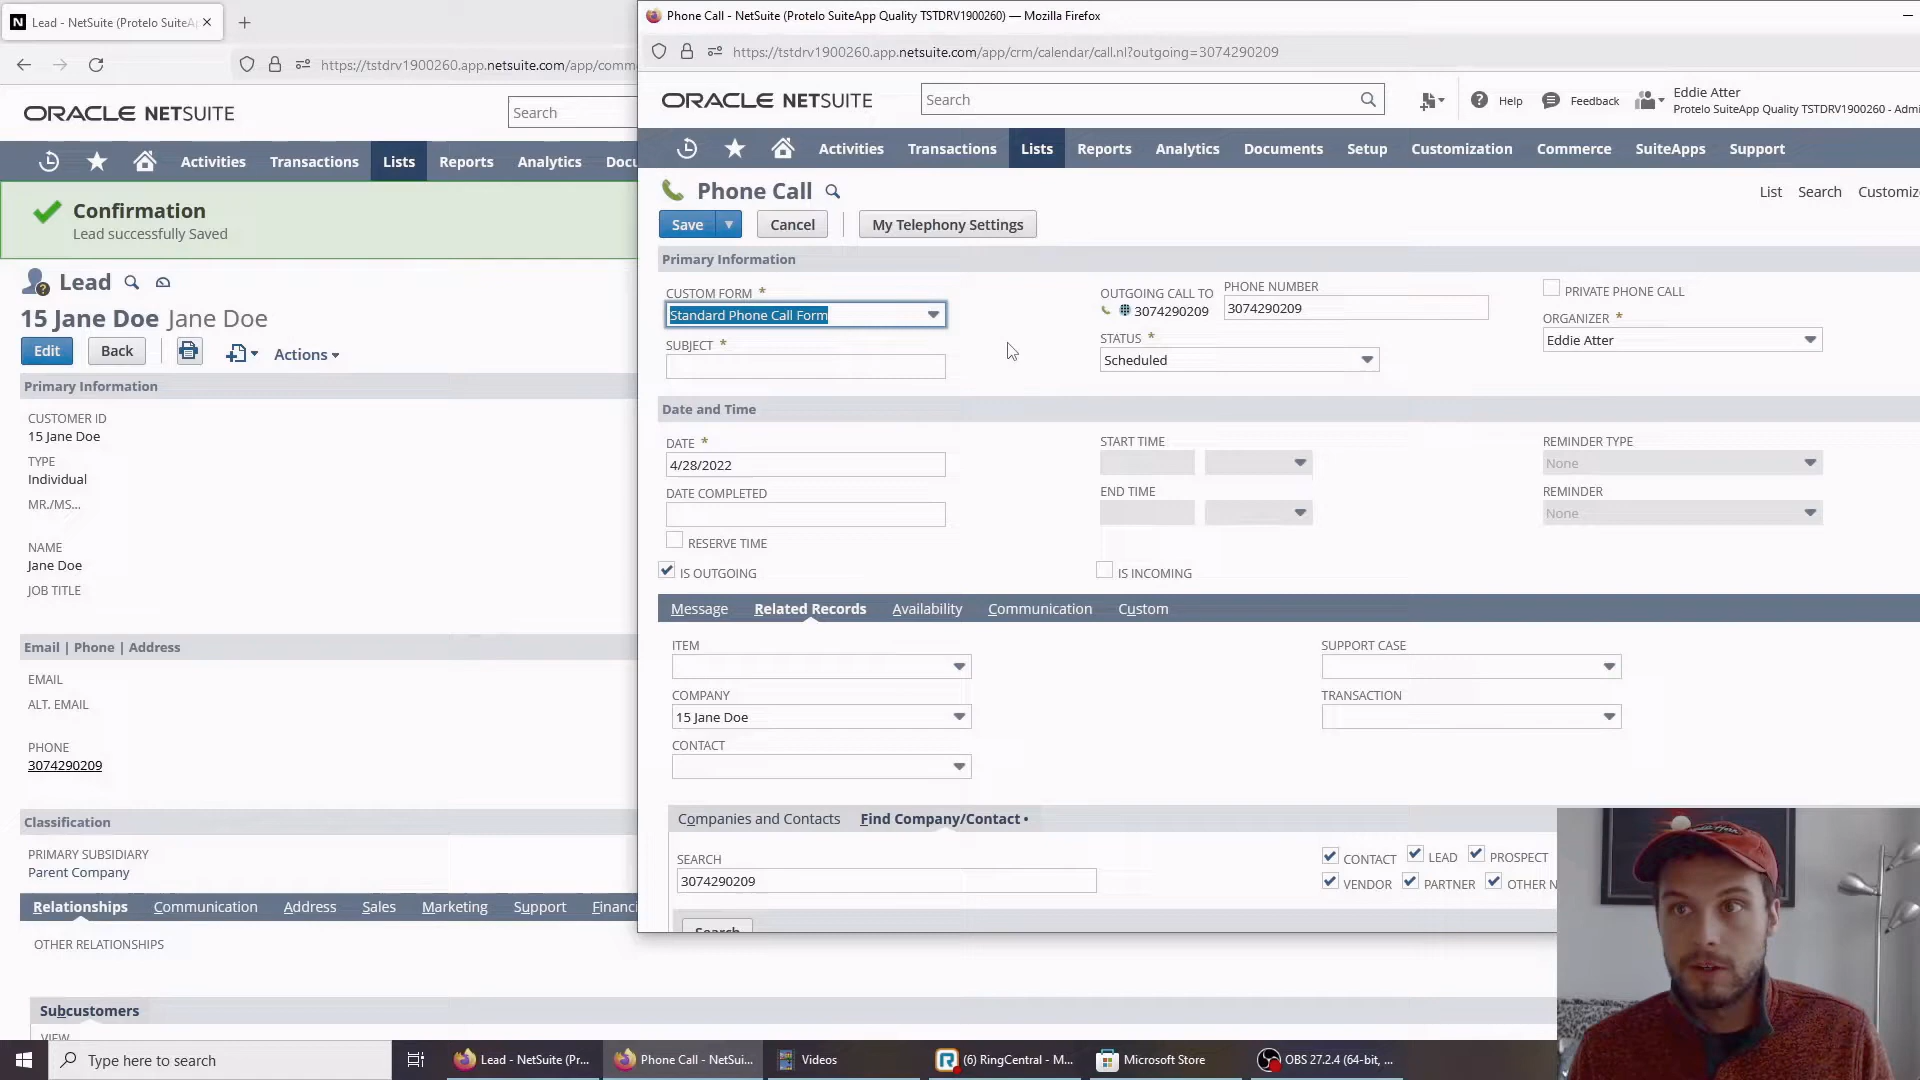 Lead - NetSuite (Protelo SuiteAp
https://tstdrv1900260.app.netsuite.com/app/comm
ORACLE NETSUITE
Search
Activities Transactions Lists Reports Analytics Docu
Confirmation
Lead successfully Saved
Lead
15 Jane Doe Jane Doe
Edit Back Actions
Primary Information
CUSTOMER ID
15 Jane Doe
TYPE
Individual
MR./MS...
NAME
Jane Doe
JOB TITLE
Email | Phone | Address
EMAIL
ALT. EMAIL
PHONE
3074290209
Classification
PRIMARY SUBSIDIARY
Parent Company
Relationships Communication Address Sales Marketing Support Financi
OTHER RELATIONSHIPS
Subcustomers
VIEW
Phone Call - NetSuite (Protelo SuiteApp Quality TSTDRV1900260) — Mozilla Firefox
https://tstdrv1900260.app.netsuite.com/app/crm/calendar/call.nl?outgoing=3074290209
ORACLE NETSUITE
Search
Help Feedback
Eddie Atter
Protelo SuiteApp Quality TSTDRV1900260 - Admi
Activities Transactions Lists Reports Analytics Documents Setup Customization Commerce SuiteApps Support
Phone Call
List Search Customize
Save Cancel My Telephony Settings
Primary Information
CUSTOM FORM *
Standard Phone Call Form
SUBJECT *
OUTGOING CALL TO
3074290209
PHONE NUMBER
3074290209
STATUS *
Scheduled
PRIVATE PHONE CALL
ORGANIZER *
Eddie Atter
Date and Time
DATE *
4/28/2022
DATE COMPLETED
RESERVE TIME
IS OUTGOING
START TIME
END TIME
IS INCOMING
REMINDER TYPE
None
REMINDER
None
Message Related Records Availability Communication Custom
ITEM
COMPANY
15 Jane Doe
CONTACT
SUPPORT CASE
TRANSACTION
Companies and Contacts Find Company/Contact •
SEARCH
3074290209
CONTACT LEAD PROSPECT
VENDOR PARTNER OTHER N
Search
Type here to search
Lead - NetSuite (Pr...
Phone Call - NetSui...
Videos
(6) RingCentral - M...
Microsoft Store
OBS 27.2.4 (64-bit, ...